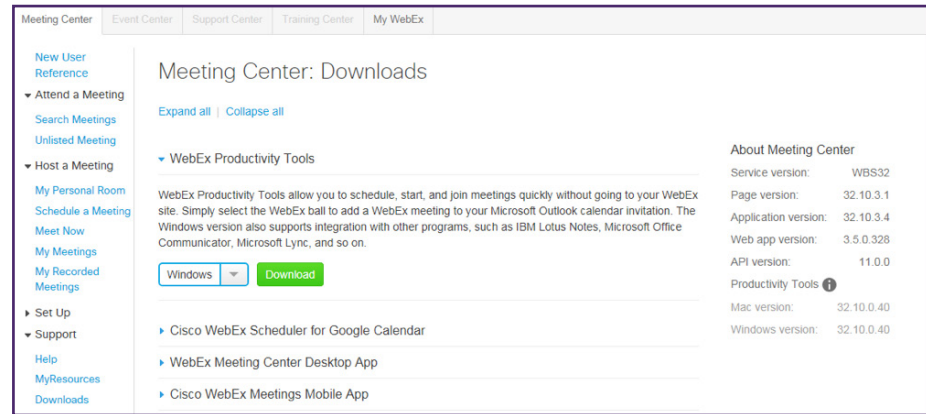 Meeting Center
Event Center
Support Center
Training Center
My WebEx
New User
Reference
Attend a Meeting
Search Meetings
Unlisted Meeting
Host a Meeting
My Personal Room
Schedule a Meeting
Meet Now
My Meetings
My Recorded
Meetings
Set Up
Support
Help
MyResources
Downloads
Meeting Center: Downloads
Expand all | Collapse all
WebEx Productivity Tools
WebEx Productivity Tools allow you to schedule, start, and join meetings quickly without going to your WebEx
site. Simply select the WebEx ball to add a WebEx meeting to your Microsoft Outlook calendar invitation. The
Windows version also supports integration with other programs, such as IBM Lotus Notes, Microsoft Office
Communicator, Microsoft Lync, and so on.
Windows
Download
Cisco WebEx Scheduler for Google Calendar
WebEx Meeting Center Desktop App
Cisco WebEx Meetings Mobile App
About Meeting Center
Service version: WBS32
Page version: 32.10.3.1
Application version: 32.10.3.4
Web app version: 3.5.0.328
API version: 11.0.0
Productivity Tools
Mac version: 32.10.0.40
Windows version: 32.10.0.40